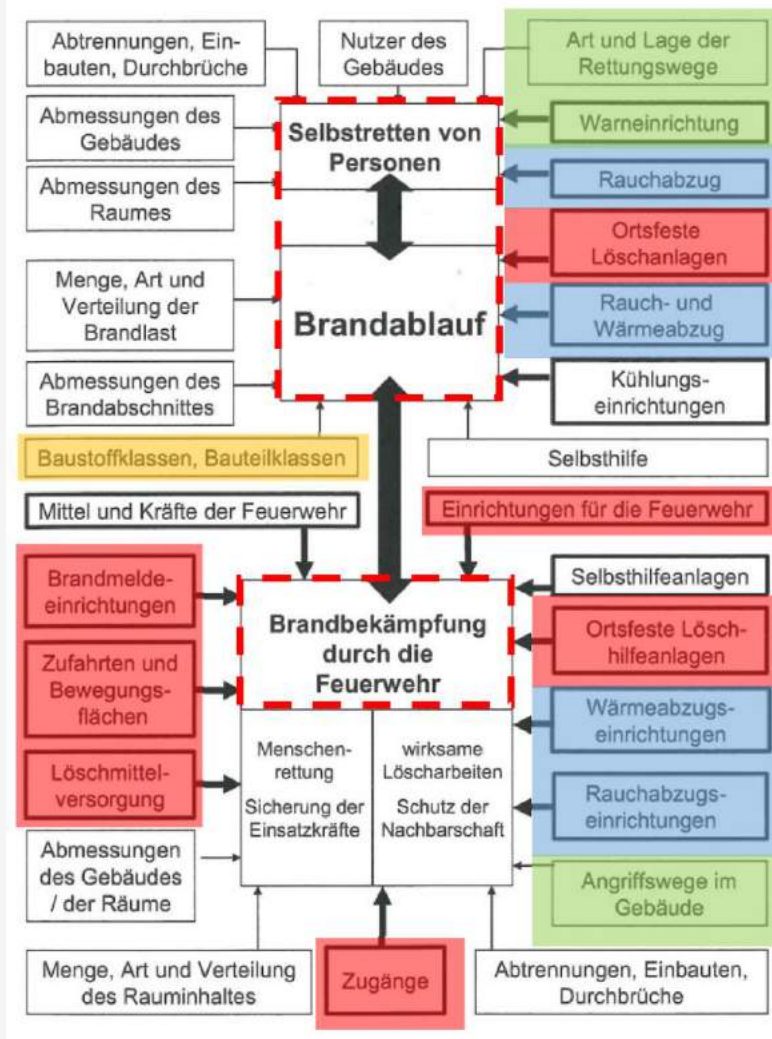 Abtrennungen, Ein-
bauten, Durchbrüche
Nutzer des
Gebäudes
Art und Lage der
Rettungswege
Abmessungen des
Gebäudes
Selbstretten von
Personen
Warneinrichtung
Abmessungen des
Raumes
Rauchabzug
Ortsfeste
Löschanlagen
Menge, Art und
Verteilung der
Brandlast
Brandablauf
Rauch- und
Wärmeabzug
Abmessungen des
Brandabschnittes
Kühlungs-
einrichtungen
Baustoffklassen, Bauteilklassen
Selbsthilfe
Mittel und Kräfte der Feuerwehr
Einrichtungen für die Feuerwehr
Brandmelde-
einrichtungen
Selbsthilfeanlagen
Brandbekämpfung
durch die
Feuerwehr
Ortsfeste Lösch-
hilfeanlagen
Zufahrten und
Bewegungs-
flächen
Wärmeabzugs-
einrichtungen
Löschmittel-
versorgung
Menschen-
rettung
Sicherung der
Einsatzkräfte
wirksame
Löscharbeiten
Schutz der
Nachbarschaft
Rauchabzugs-
einrichtungen
Abmessungen
des Gebäudes
/ der Räume
Angriffswege im
Gebäude
Menge, Art und Verteilung
des Rauminhaltes
Zugänge
Abtrennungen, Einbauten,
Durchbrüche